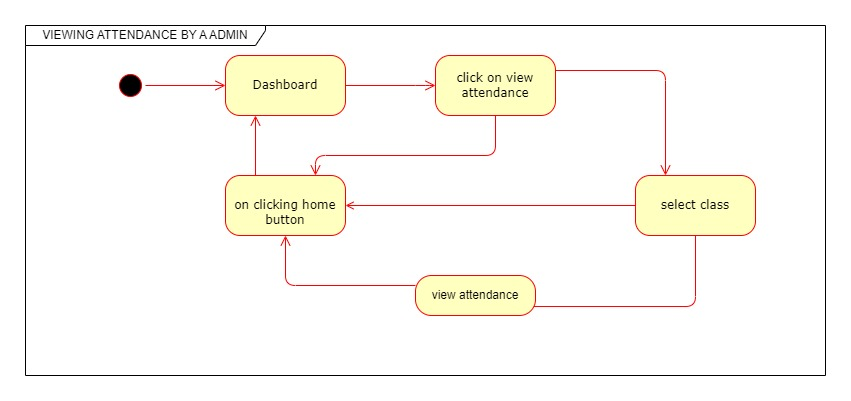 VIEWING ATTENDANCE BY A ADMIN
Dashboard
click on view
attendance
on clicking home
button
select class
view attendance